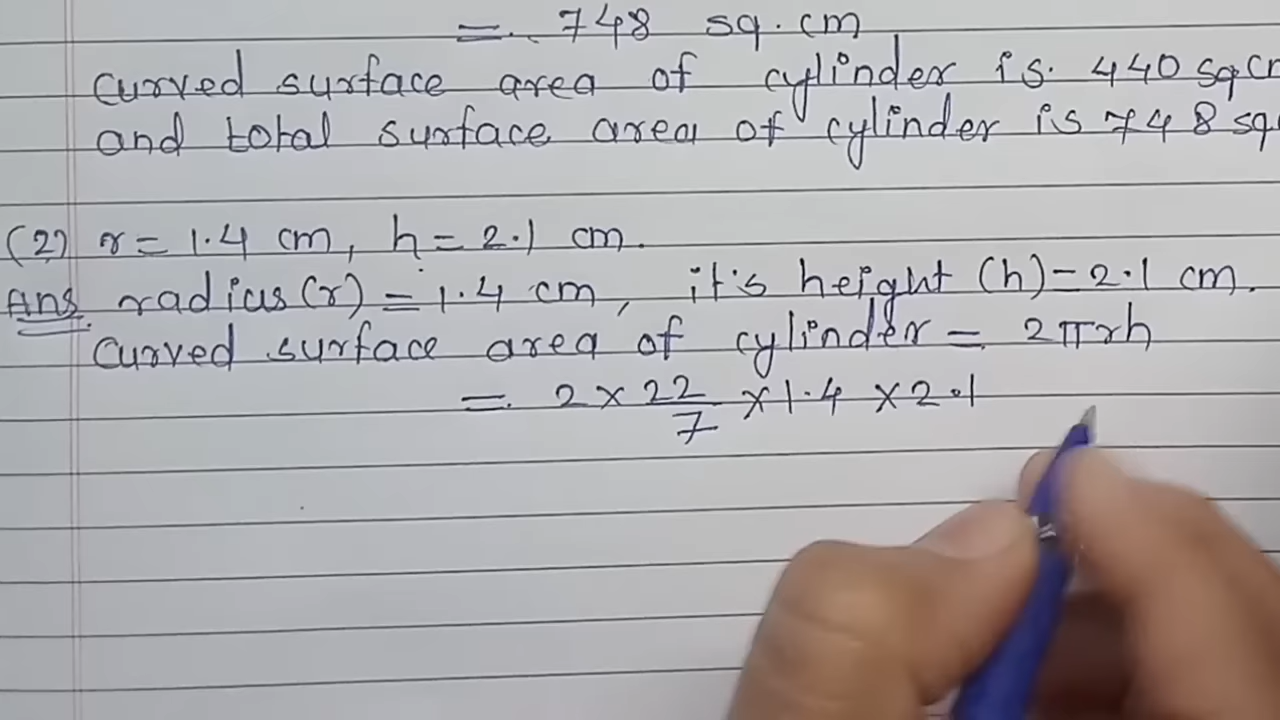 = 748 sq.cm
curved surface area of cylinder is 440 sq cm
and total surface area of cylinder is 748 sq
(2) r = 1.4 cm, h = 2.1 cm.
Ans. radius (r) = 1.4 cm, it's height (h) = 2.1 cm.
curved surface area of cylinder = 2πrh
= 2 × 22/7 × 1.4 × 2.1